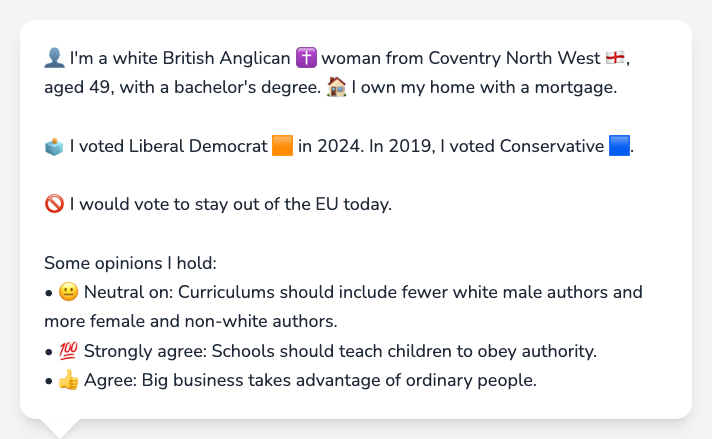 👤 I'm a white British Anglican ✝️ woman from Coventry North West 🏴󠁧󠁢󠁥󠁮󠁧󠁿,
aged 49, with a bachelor's degree. 🏠 I own my home with a mortgage.
🗳️ I voted Liberal Democrat 🟧 in 2024. In 2019, I voted Conservative 🟦.
🚫 I would vote to stay out of the EU today.
Some opinions I hold:
• 😐 Neutral on: Curriculums should include fewer white male authors and
more female and non-white authors.
• 💯 Strongly agree: Schools should teach children to obey authority.
• 👍 Agree: Big business takes advantage of ordinary people.